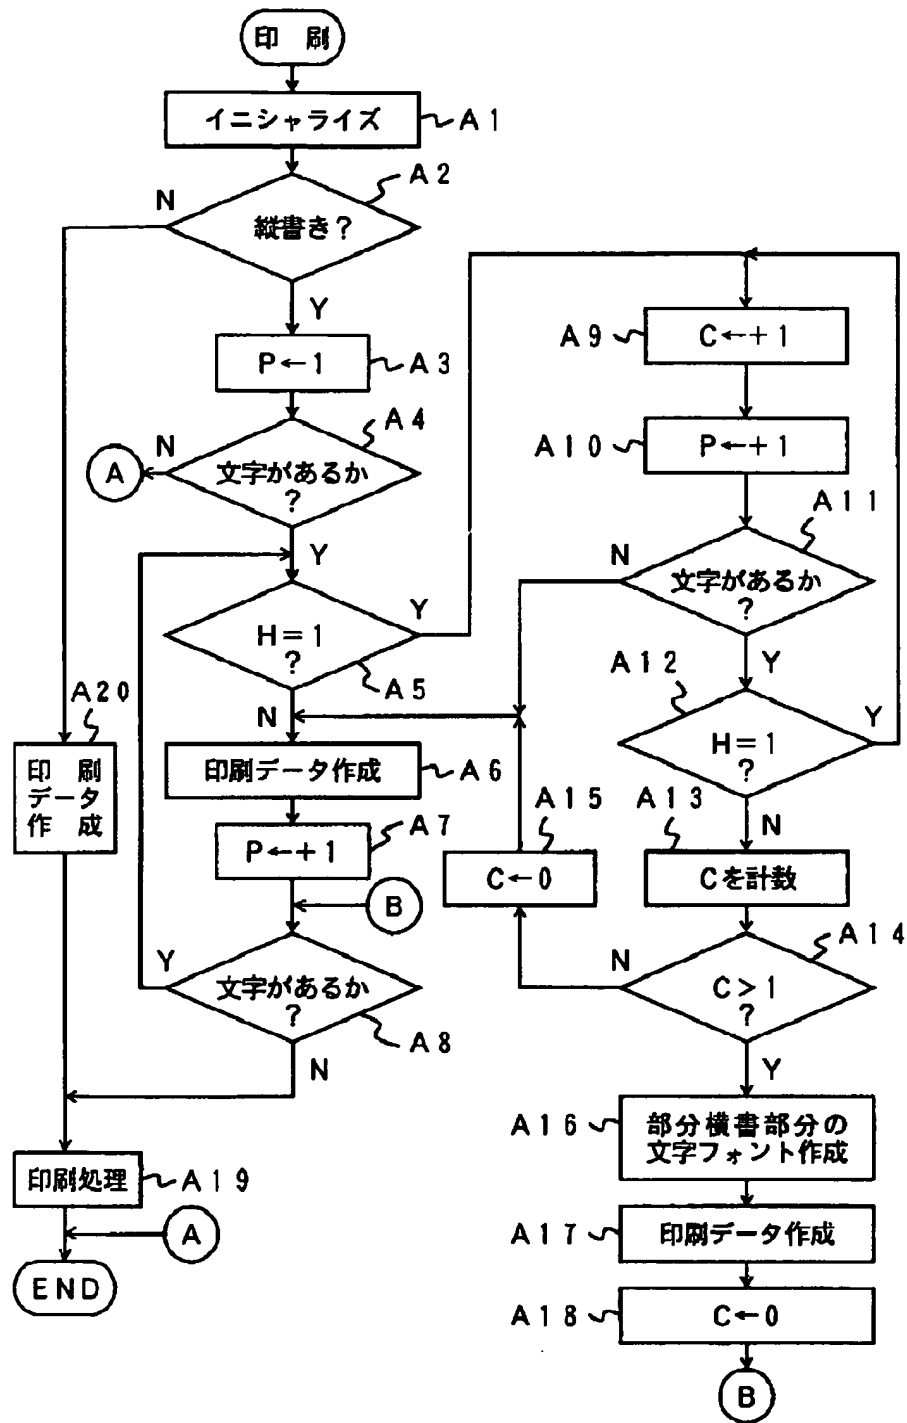 印 刷
イニシャライズ
A1
A2
N
縦書き?
Y
P←1
A3
A4
N
A
文字があるか
?
Y
H=1
?
Y
A5
N
A20
印 刷
データ
作 成
印刷データ作成
A6
A7
P←+1
B
Y
文字があるか
?
A8
N
印刷処理
A19
A
END
A9
C←+1
A10
P←+1
A11
N
文字があるか
?
A12
Y
H=1
?
Y
A15
A13
N
C←0
Cを計数
A14
N
C>1
?
Y
A16
部分横書部分の
文字フォント作成
A17
印刷データ作成
A18
C←0
B